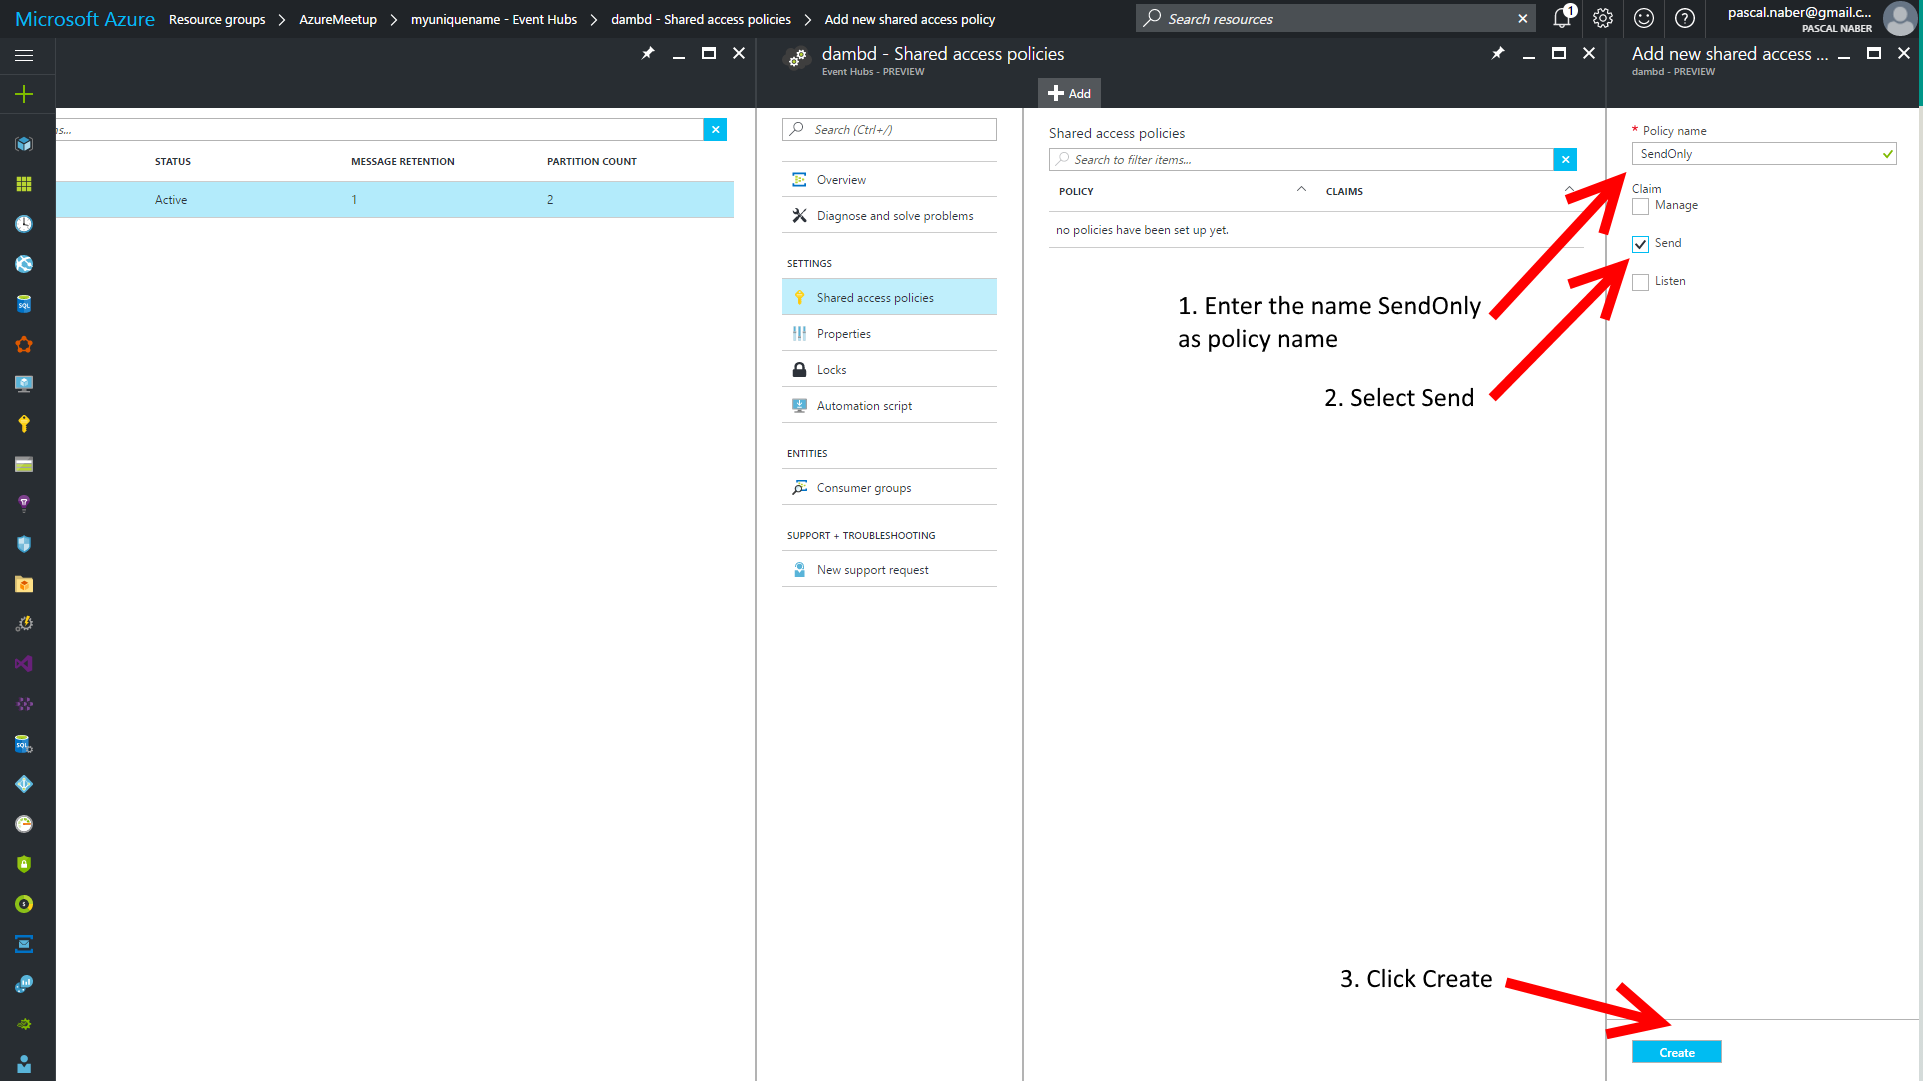 Microsoft Azure Resource groups > AzureMeetup > myuniquename - Event Hubs > dambd - Shared access policies > Add new shared access policy
Search resources
1
pascal.naber@gmail.c...
PASCAL NABER
dambd - Shared access policies
Event Hubs - PREVIEW
Add new shared access ...
dambd - PREVIEW
Add
s...
STATUS MESSAGE RETENTION PARTITION COUNT
Active 1 2
Search (Ctrl+/)
Overview
Diagnose and solve problems
SETTINGS
Shared access policies
Properties
Locks
Automation script
ENTITIES
Consumer groups
SUPPORT + TROUBLESHOOTING
New support request
Shared access policies
Search to filter items...
POLICY CLAIMS
no policies have been set up yet.
* Policy name
SendOnly
Claim
Manage
Send
Listen
1. Enter the name SendOnly
as policy name
2. Select Send
3. Click Create
Create